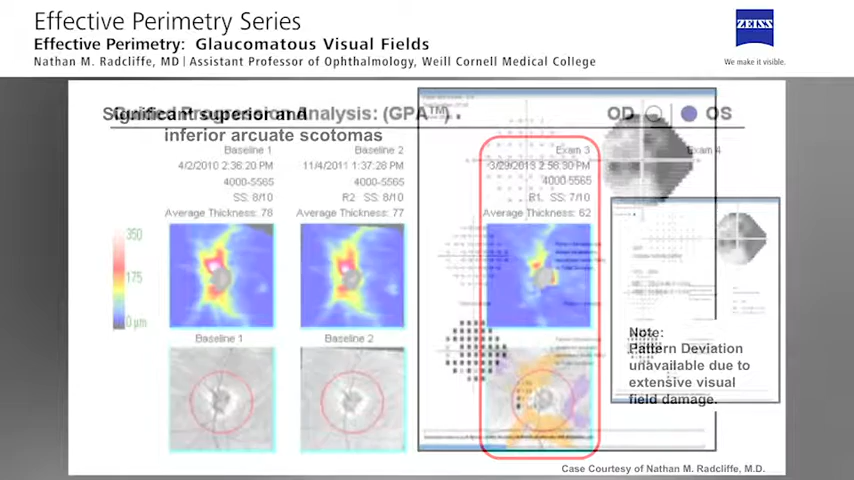 Effective Perimetry Series
Effective Perimetry: Glaucomatous Visual Fields
Nathan M. Radcliffe, MD | Assistant Professor of Ophthalmology, Weill Cornell Medical College
ZEISS
We make it visible.
Guided Progression Analysis: (GPA™)
Significant superior and
inferior arcuate scotomas
OD OS
Baseline 1 Baseline 2 Exam 3 Exam 4
4/2/2010 2:36:20 PM 11/4/2011 1:37:28 PM 3/29/2013 2:56:30 PM
4000-5565 4000-5565 4000-5565
SS: 8/10 R2 SS: 8/10 R1 SS: 7/10
Average Thickness: 78 Average Thickness: 77 Average Thickness: 62
350
175
0 µm
Baseline 1 Baseline 2
Note:
Pattern Deviation
unavailable due to
extensive visual
field damage.
Case Courtesy of Nathan M. Radcliffe, M.D.